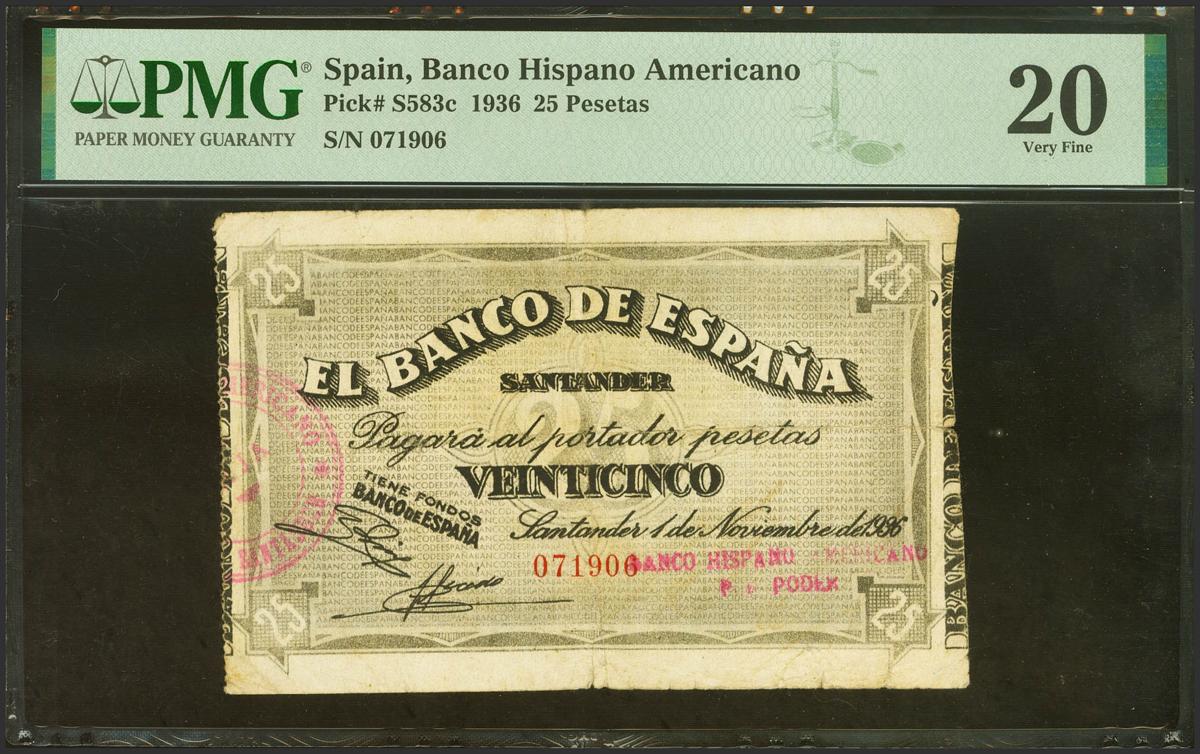 PMG®
PAPER MONEY GUARANTY
Spain, Banco Hispano Americano
Pick# S583c 1936 25 Pesetas
S/N 071906
20
Very Fine
25
25
EL BANCO DE ESPAÑA
SANTANDER
25
Pagará al portador pesetas
VEINTICINCO
TIENE FONDOS
BANCO DE ESPAÑA
Santander 1 de Noviembre de 1936
071906
BANCO HISPANO
P. PODER
25
25